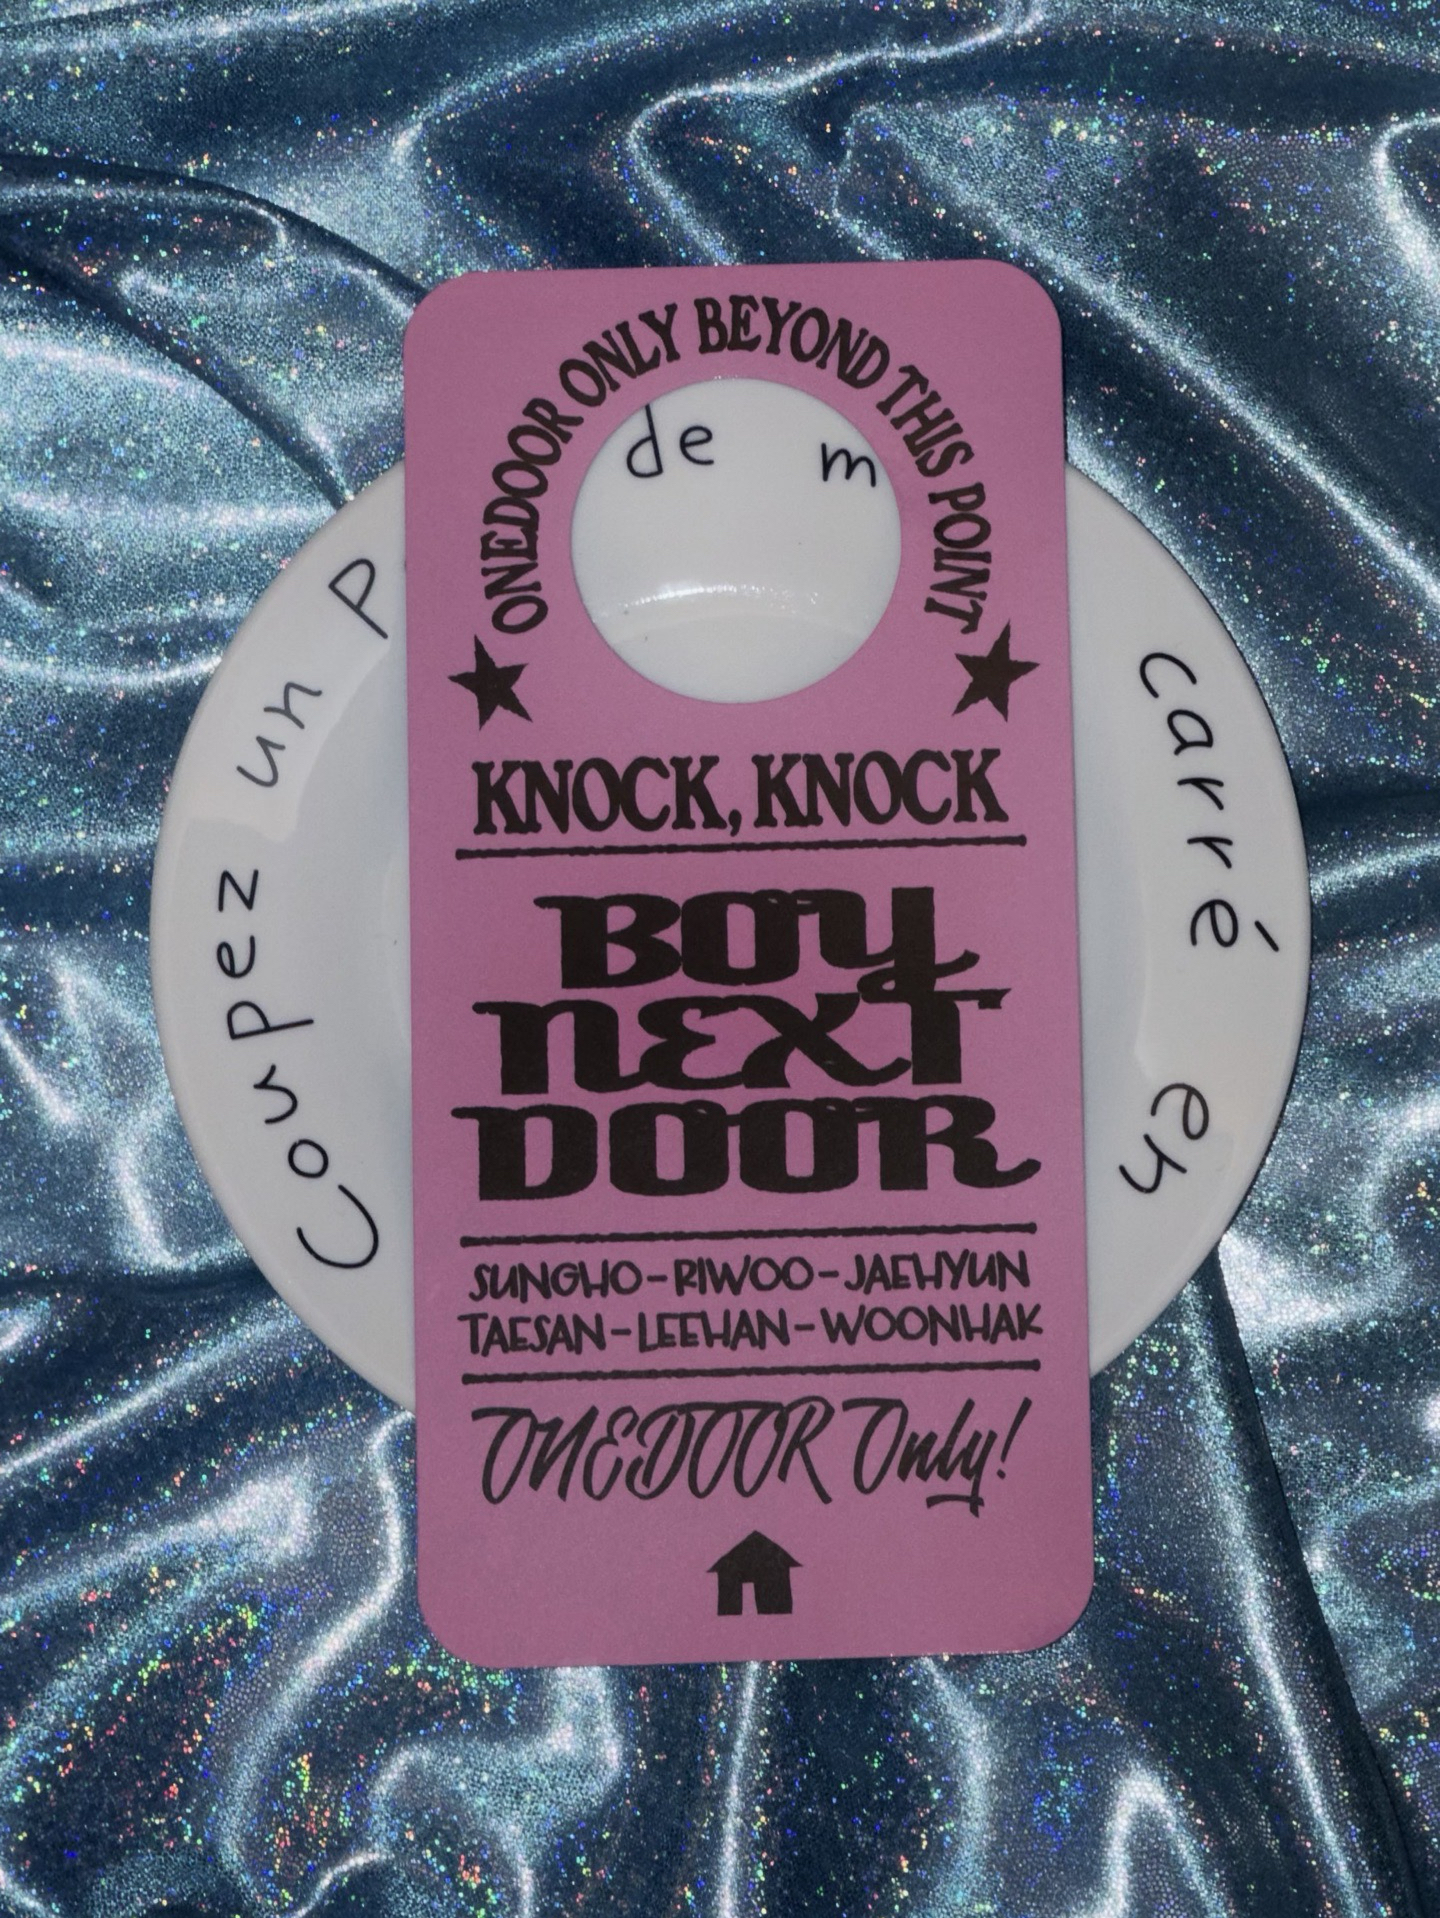 ONEDOOR ONLY BEYOND THIS POINT
KNOCK, KNOCK
BOY
NEXT
DOOR
SUNGHO-RIWOO-JAEHYUN
TAESAN-LEEHAN-WOONHAK
ONEDOOR Only!
Coupez un de carré en